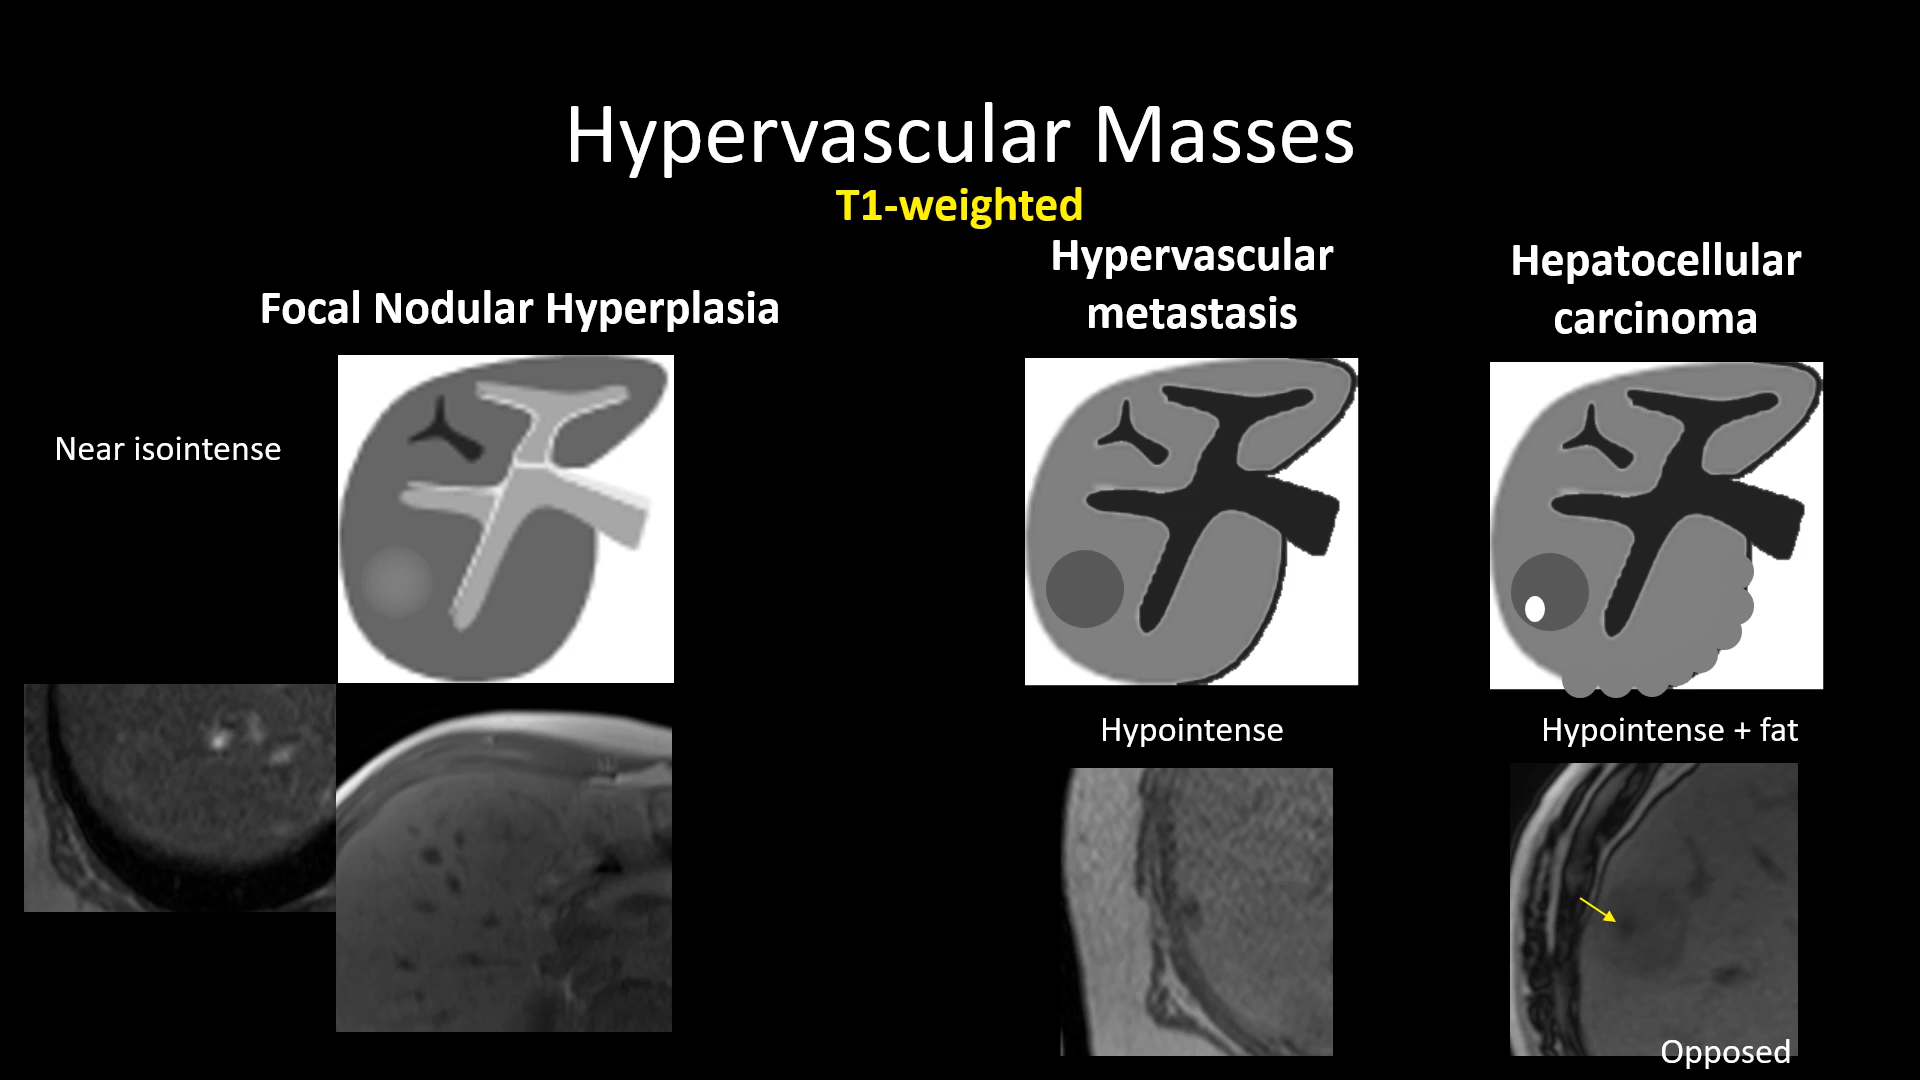 Hypervascular Masses
T1-weighted
Focal Nodular Hyperplasia
Near isointense
Hypervascular
metastasis
Hypointense
Hepatocellular
carcinoma
Hypointense + fat
Opposed